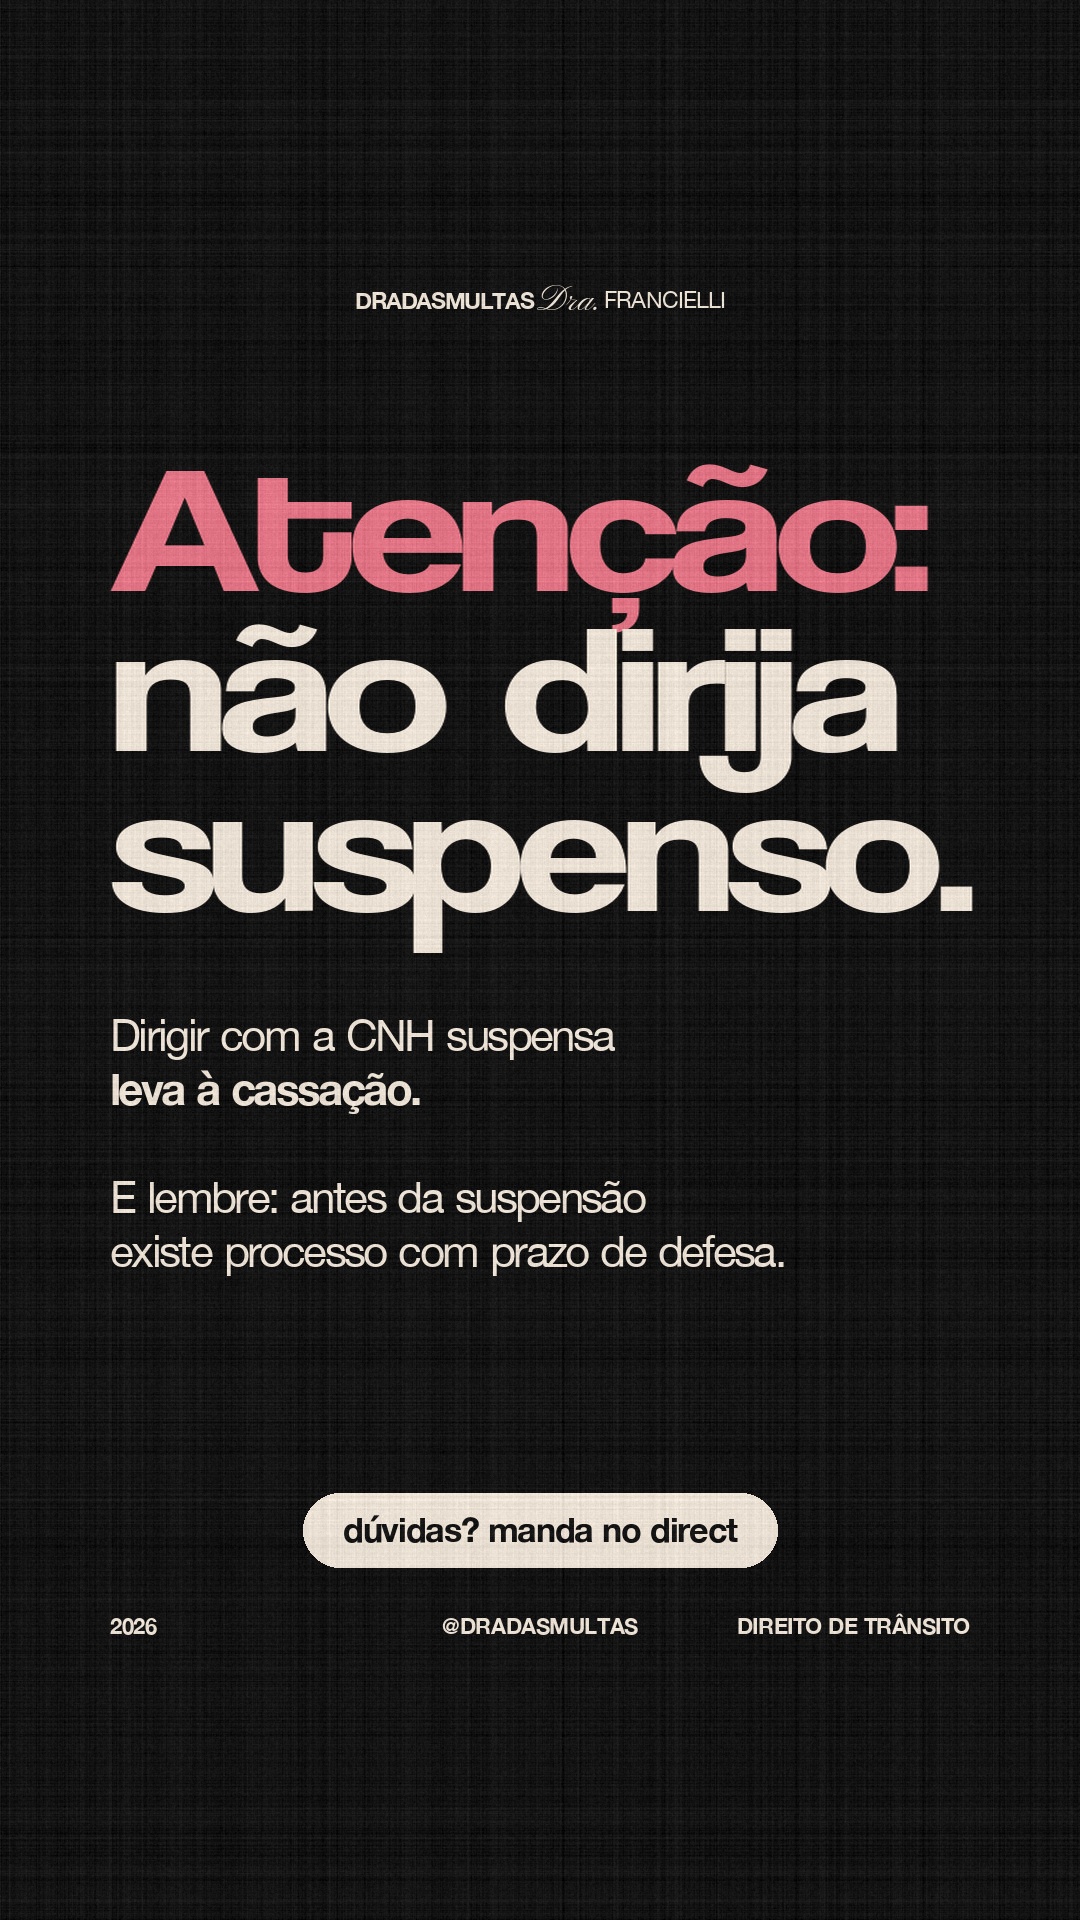 DRADASMULTAS Dra. FRANCIELLI
Atenção:
não dirija
suspenso.
Dirigir com a CNH suspensa
leva à cassação.
E lembre: antes da suspensão
existe processo com prazo de defesa.
dúvidas? manda no direct
2026 @DRADASMULTAS DIREITO DE TRÂNSITO